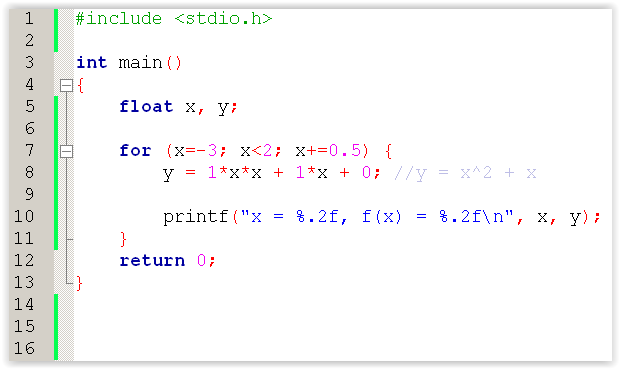 1 #include <stdio.h>
2
3 int main()
4 {
5     float x, y;
6
7     for (x=-3; x<2; x+=0.5) {
8         y = 1*x*x + 1*x + 0; //y = x^2 + x
9
10         printf("x = %.2f, f(x) = %.2f\n", x, y);
11     }
12     return 0;
13 }
14
15
16